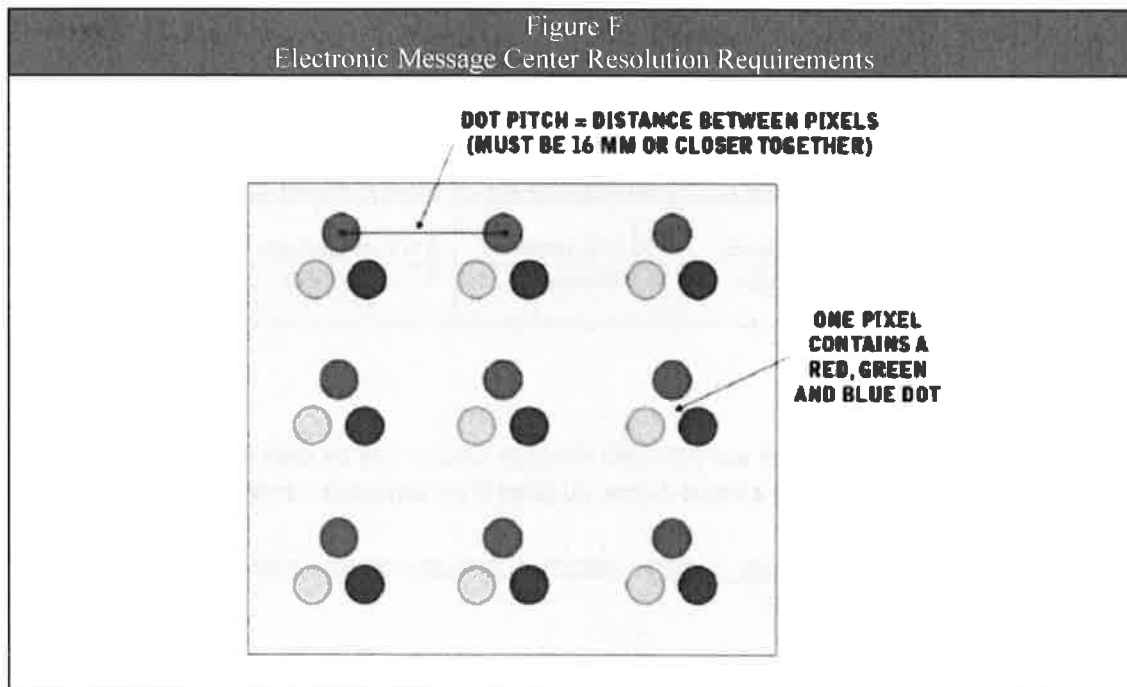 Figure F
Electronic Message Center Resolution Requirements
DOT PITCH = DISTANCE BETWEEN PIXELS
(MUST BE 16 MM OR CLOSER TOGETHER)
ONE PIXEL
CONTAINS A
RED, GREEN
AND BLUE DOT